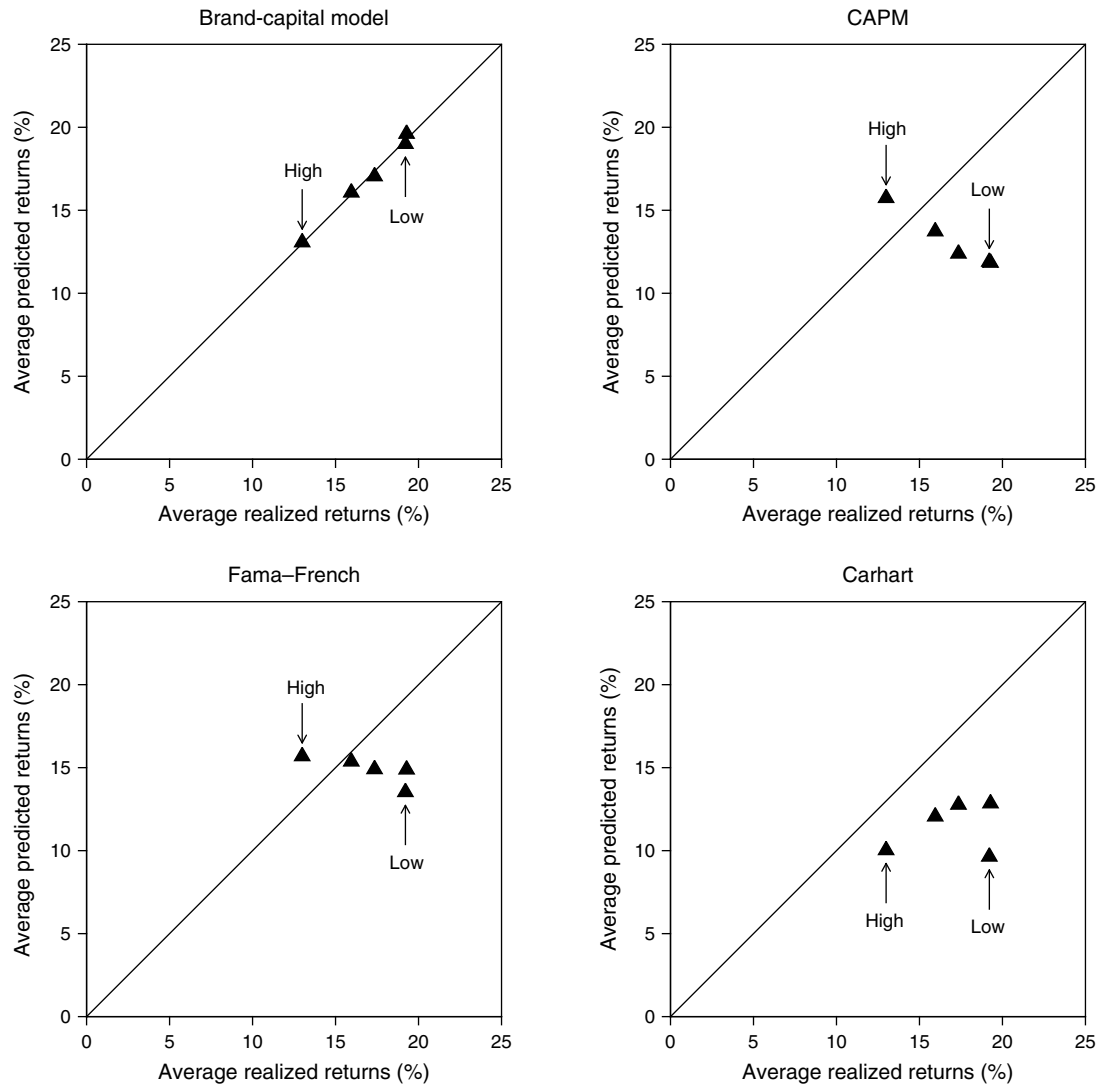 Brand-capital model
25
20
15
10
5
0
Average predicted returns (%)
High
Low
0 5 10 15 20 25
Average realized returns (%)
CAPM
25
20
15
10
5
0
Average predicted returns (%)
High
Low
0 5 10 15 20 25
Average realized returns (%)
Fama–French
25
20
15
10
5
0
Average predicted returns (%)
High
Low
0 5 10 15 20 25
Average realized returns (%)
Carhart
25
20
15
10
5
0
Average predicted returns (%)
High
Low
0 5 10 15 20 25
Average realized returns (%)